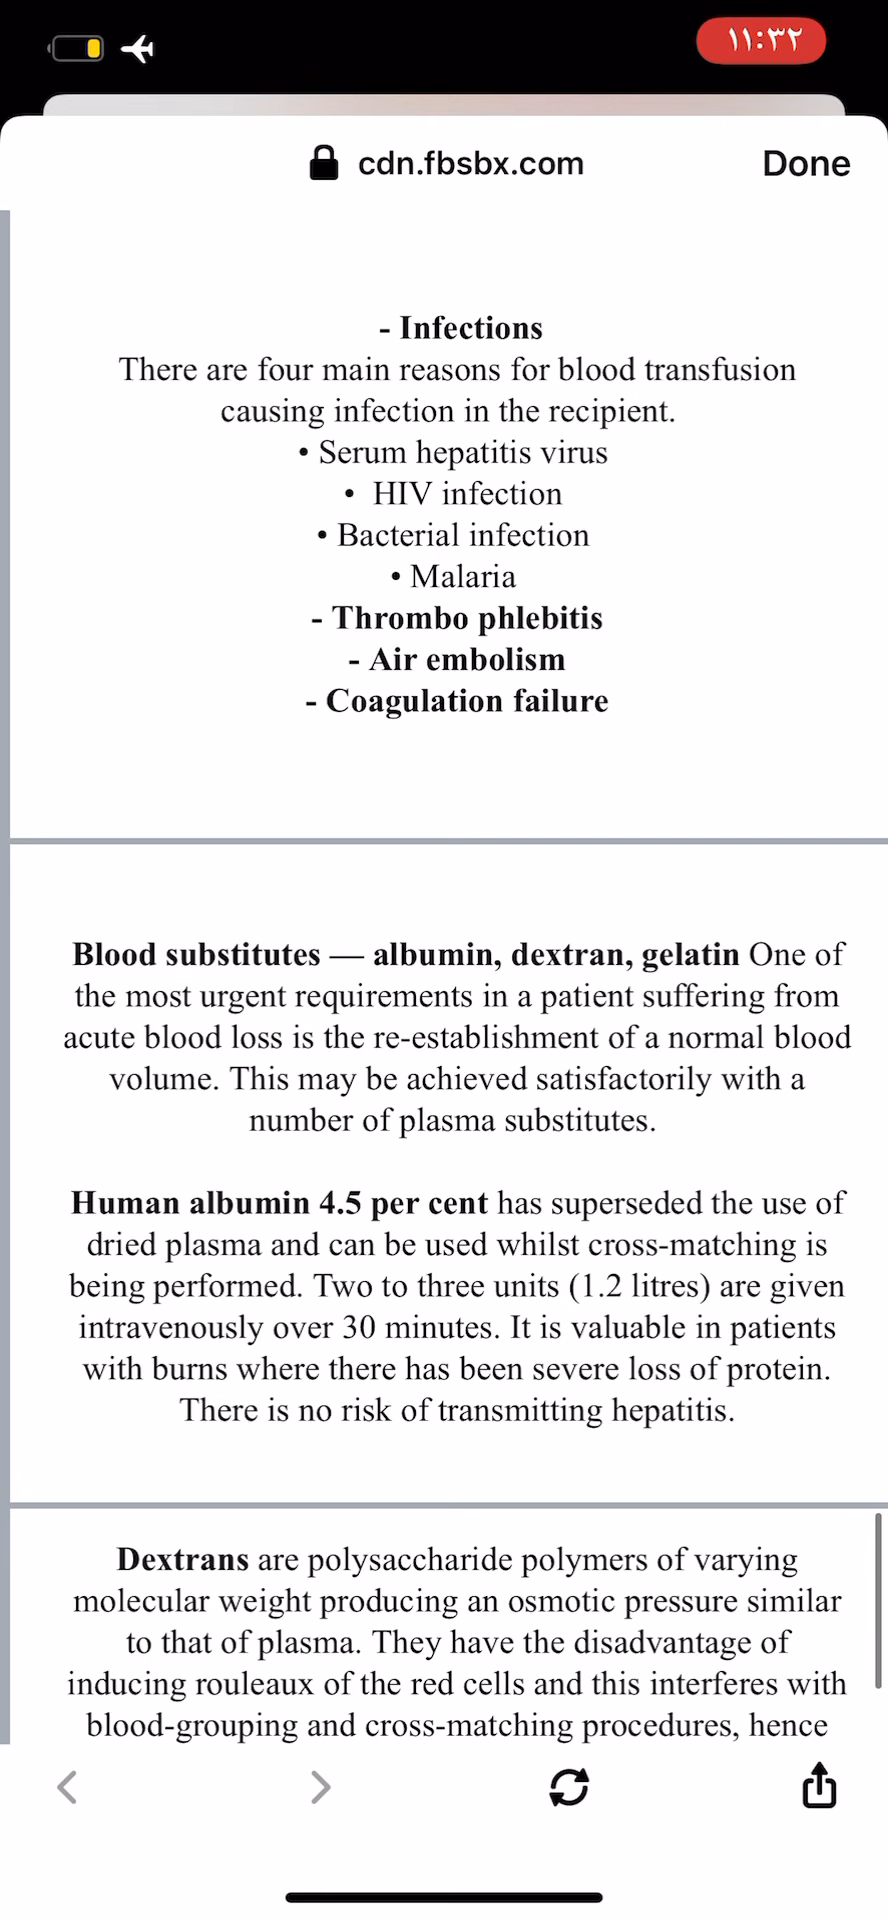 ١١:٣٢
cdn.fbsbx.com
Done
- Infections
There are four main reasons for blood transfusion
causing infection in the recipient.
• Serum hepatitis virus
• HIV infection
• Bacterial infection
• Malaria
- Thrombo phlebitis
- Air embolism
- Coagulation failure
Blood substitutes — albumin, dextran, gelatin One of
the most urgent requirements in a patient suffering from
acute blood loss is the re-establishment of a normal blood
volume. This may be achieved satisfactorily with a
number of plasma substitutes.
Human albumin 4.5 per cent has superseded the use of
dried plasma and can be used whilst cross-matching is
being performed. Two to three units (1.2 litres) are given
intravenously over 30 minutes. It is valuable in patients
with burns where there has been severe loss of protein.
There is no risk of transmitting hepatitis.
Dextrans are polysaccharide polymers of varying
molecular weight producing an osmotic pressure similar
to that of plasma. They have the disadvantage of
inducing rouleaux of the red cells and this interferes with
blood-grouping and cross-matching procedures, hence